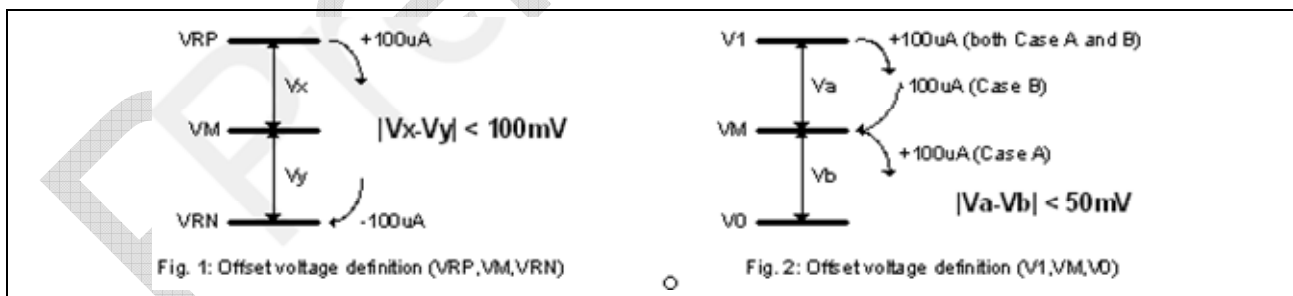 VRP
+100uA
Vx
VM
|Vx-Vy| < 100mV
Vy
VRN
-100uA
Fig. 1: Offset voltage definition (VRP,VM,VRN)
V1
+100uA (both Case A and B)
Va
- 100uA (Case B)
VM
+100uA (Case A)
Vb
|Va-Vb| < 50mV
V0
Fig. 2: Offset voltage definition (V1,VM,V0)